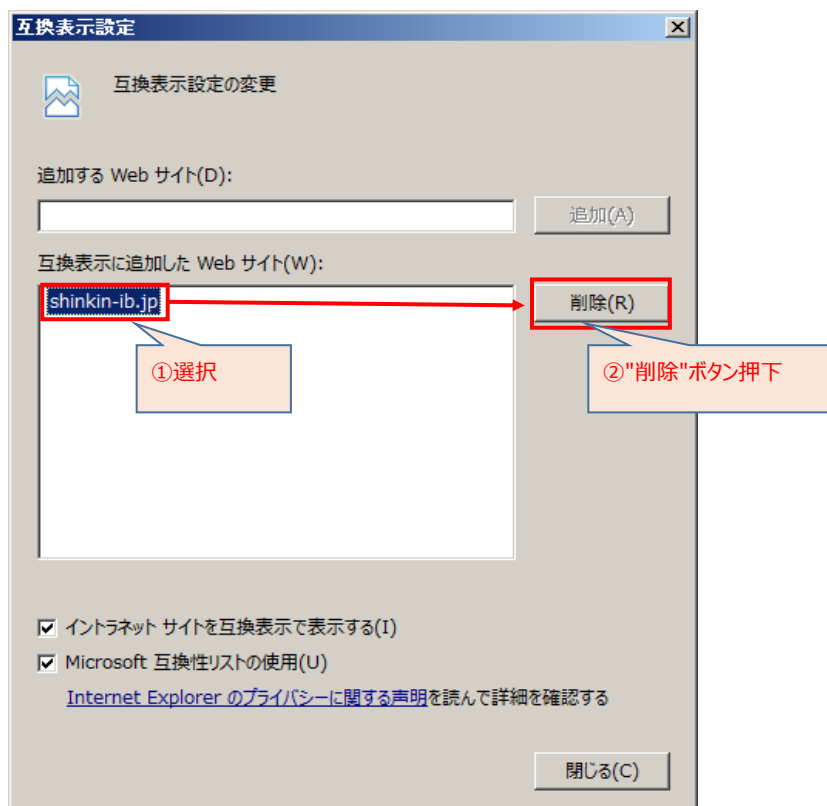 互換表示設定
互換表示設定の変更
追加する Web サイト(D):
追加(A)
互換表示に追加した Web サイト(W):
shinkin-ib.jp
削除(R)
①選択
②"削除"ボタン押下
イントラネット サイトを互換表示で表示する(I)
Microsoft 互換性リストの使用(U)
Internet Explorer のプライバシーに関する声明を読んで詳細を確認する
閉じる(C)